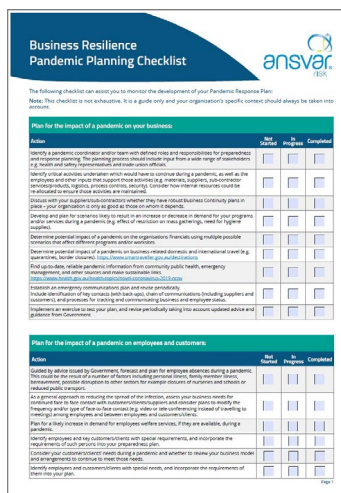 Business Resilience
Pandemic Planning Checklist
ansvar
risk
The following checklist can assist you to monitor the development of your Pandemic Response Plan:
Note: This checklist is not exhaustive. It is a guide only and your organisation's specific context should always be taken into
account.
Plan for the impact of a pandemic on your business:
Action
Not Started
In Progress
Completed
Identify a pandemic coordinator and/or team with defined roles and responsibilities for preparedness
and response planning. The planning process should include input from a wide range of stakeholders
e.g. health and safety representatives and trade union officials.
Identify critical activities undertaken which would have to continue during a pandemic, as well as the
employees and other inputs that support those activities (e.g. materials, suppliers, sub-contractor
services/products, logistics, process controls, security). Consider how internal resources could be
re-allocated to ensure those activities are maintained.
Discuss with your suppliers/sub-contractors whether they have robust Business Continuity plans in
place – your organisation is only as good as those on whom it depends.
Develop and plan for scenarios likely to result in an increase or decrease in demand for your programs
and/or services during a pandemic (e.g. effect of restriction on mass gatherings, need for hygiene
supplies).
Determine potential impact of a pandemic on the organisations financials using multiple possible
scenarios that affect different programs and/or worksites.
Determine potential impact of a pandemic on business-related domestic and international travel (e.g.
quarantines, border closures). https://www.smartraveller.gov.au/destinations
Find up-to-date, reliable pandemic information from community public health, emergency
management, and other sources and make sustainable links.
Establish an emergency communications plan and revise periodically.
Include identification of key contacts (with back-ups), chain of communications (including suppliers and
customers), and processes for tracking and communicating business and employee status.
Implement an exercise to test your plan, and revise periodically taking into account updated advice and
guidance from Government.
Plan for the impact of a pandemic on employees and customers:
Action
Not Started
In Progress
Completed
Guided by advice issued by Government, forecast and plan for employee absences during a pandemic.
This could be the result of a number of factors including personal illness, family member illness,
bereavement, possible disruption to other sectors for example closures of nurseries and schools or
reduced public transport.
As a general approach to reducing the spread of the infection, assess your business needs for
continued face to face contact with customers/clients/suppliers and consider plans to modify the
frequency and/or type of face to face contact (e.g. video or tele-conferencing instead of travelling to
meetings) among employees and between employees and customers/clients.
Plan for a likely increase in demand for employees welfare services, if they are available, during a
pandemic.
Identify employees and key customers/clients with special requirements, and incorporate the
requirements of such persons into your preparedness plan.
Consider your customers'/clients' needs during a pandemic and whether to review your business model
and arrangements to continue to meet those needs.
Identify employees and customers/clients with special needs, and incorporate the requirements of
them into your plan.
Page 1